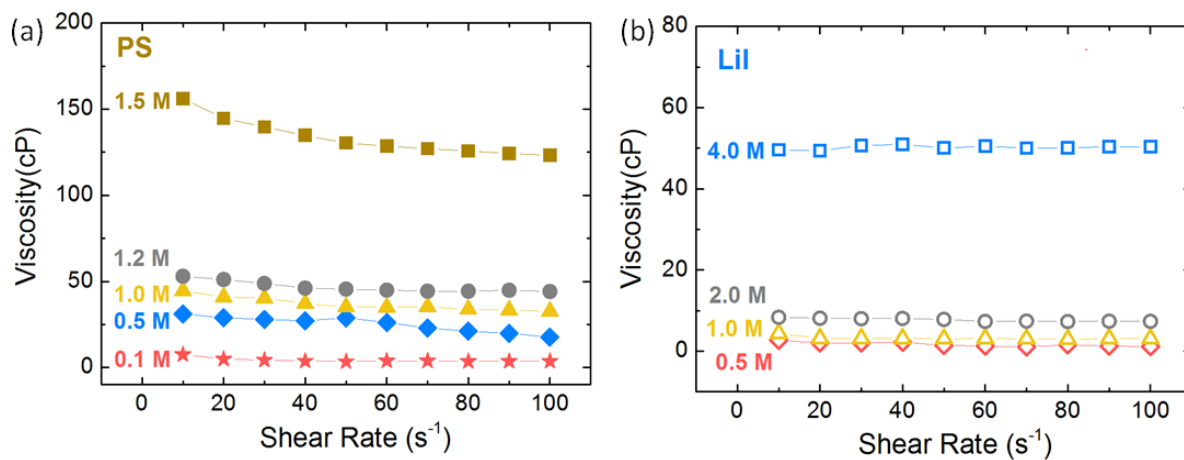 (a)
PS
200
150
100
50
0
Viscosity(cP)
1.5 M
1.2 M
1.0 M
0.5 M
0.1 M
0 20 40 60 80 100
Shear Rate (s⁻¹)
(b)
LiI
80
60
40
20
0
Viscosity(cP)
4.0 M
2.0 M
1.0 M
0.5 M
0 20 40 60 80 100
Shear Rate (s⁻¹)